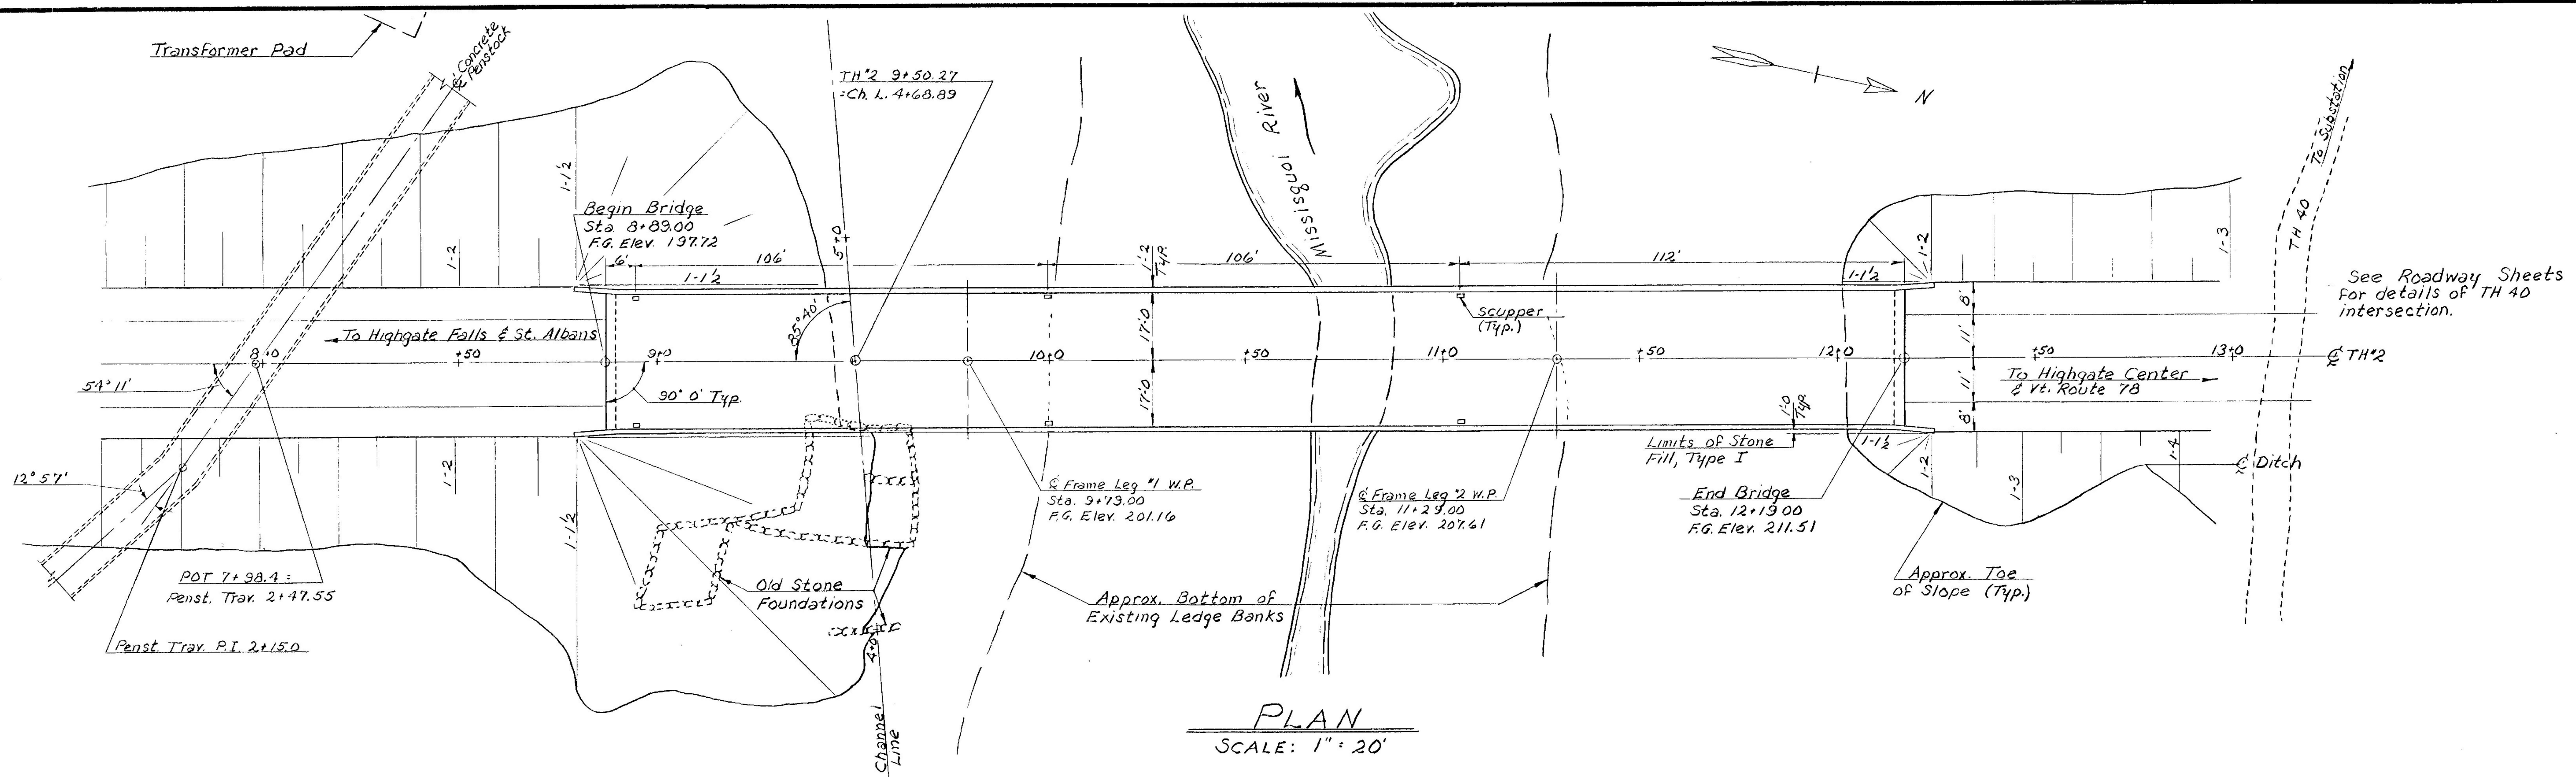 Transformer Pad
℄ Concrete
Penstock
TH#2 9+50.27
=Ch. L. 4+68.89
Mississquoi River
N
To Substation
TH 40
1-1½
Begin Bridge
Sta. 8+89.00
F.G. Elev. 197.72
5+0
1-2
6'
106'
1'-2
TYP.
106'
112'
1-1½
1-1½
1-2
1-3
See Roadway Sheets
for details of TH 40
intersection.
To Highgate Falls & St. Albans
85°40'
17'-0
Scupper
(Typ.)
8'
11'
8+0
+50
9+0
10+0
+50
11+0
+50
12+0
+50
13+0
℄ TH#2
54°11'
90°0' Typ.
17'-0
To Highgate Center
& Vt. Route 78
11'
8'
1'-0
TYP.
12°57'
1-2
1-1½
Limits of Stone
Fill, Type I
1-1½
1-2
1-3
1-4
℄ Ditch
℄ Frame Leg #1 W.P.
Sta. 9+79.00
F.G. Elev. 201.16
℄ Frame Leg #2 W.P.
Sta. 11+29.00
F.G. Elev. 207.61
End Bridge
Sta. 12+19.00
F.G. Elev. 211.51
POT 7+98.4 =
Penst. Trav. 2+47.55
Old Stone
Foundations
Approx. Bottom of
Existing Ledge Banks
Approx. Toe
of Slope (Typ.)
Penst. Trav. P.I. 2+15.0
4+0
Channel
Line
PLAN
SCALE: 1" = 20'